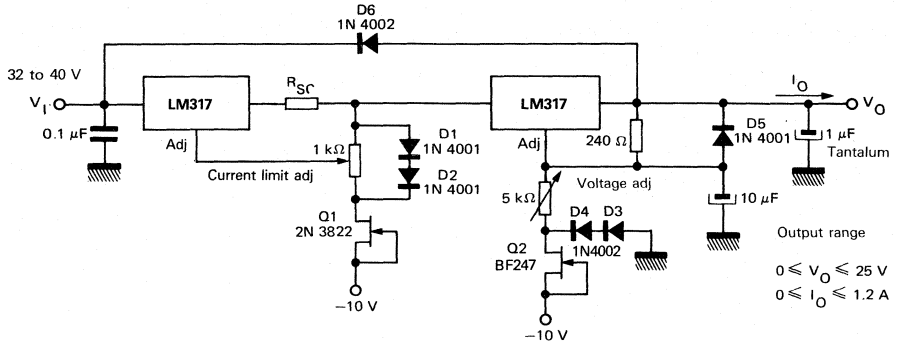 D6
1N 4002
32 to 40 V
V_I
0.1 µF
LM317
Adj
R_SC
1 kΩ
Current limit adj
D1
1N 4001
D2
1N 4001
Q1
2N 3822
−10 V
LM317
Adj
240 Ω
Voltage adj
5 kΩ
D4 D3
1N4002
Q2
BF247
−10 V
D5
1N 4001
10 µF
I_O
V_O
1 µF
Tantalum
Output range
0 ⩽ V_O ⩽ 25 V
0 ⩽ I_O ⩽ 1.2 A